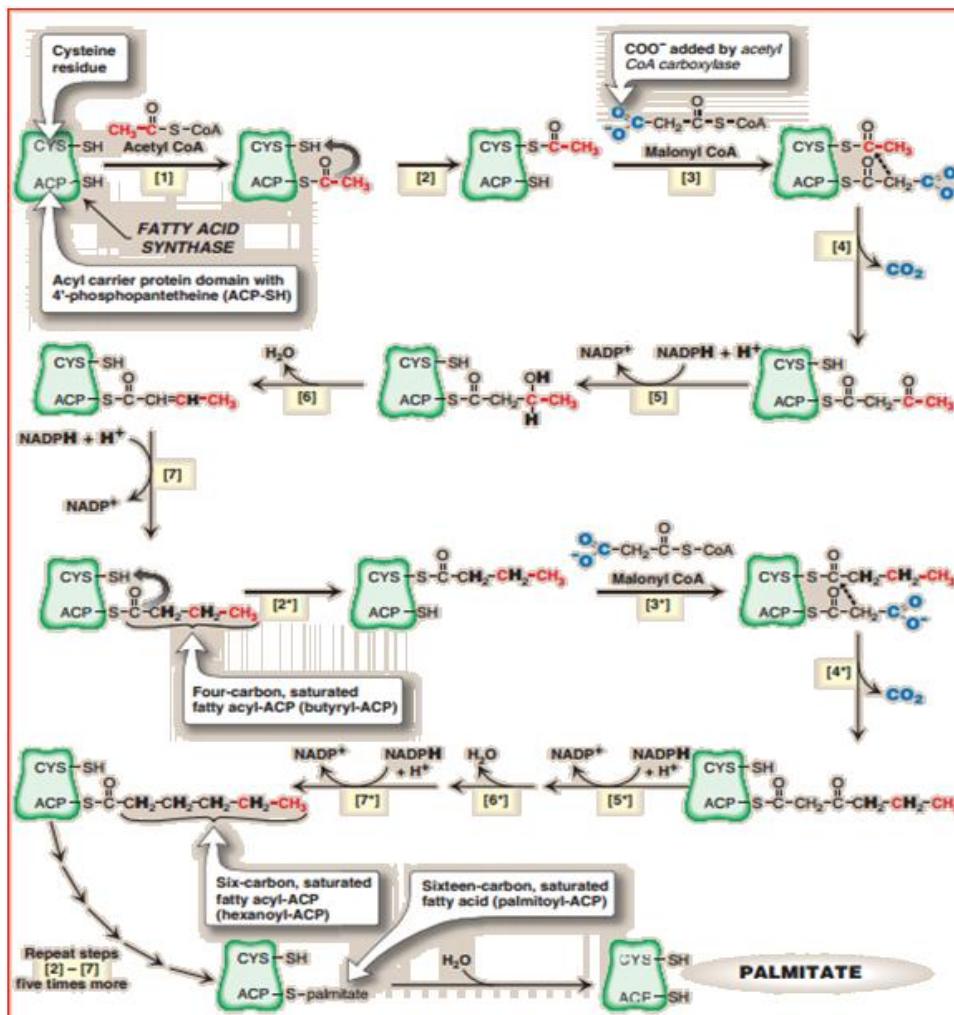 Cysteine
residue
CYS
SH
ACP
SH
O
CH₃-C-S-CoA
Acetyl CoA
[1]
FATTY ACID
SYNTHASE
Acyl carrier protein domain with
4'-phosphopantetheine (ACP-SH)
CYS
SH
O
ACP
S-C-CH₃
[2]
O
CYS
S-C-CH₃
ACP
SH
COO⁻ added by acetyl
CoA carboxylase
O
O
C-CH₂-C-S-CoA
⁻O
Malonyl CoA
[3]
O
CYS
S-C-CH₃
O
O
ACP
S-C-CH₂-C
O⁻
[4]
CO₂
CYS
SH
O
O
ACP
S-C-CH₂-C-CH₃
NADP⁺
NADPH + H⁺
[5]
CYS
SH
O
OH
ACP
S-C-CH₂-C-CH₃
H
H₂O
[6]
CYS
SH
O
ACP
S-C-CH=CH-CH₃
NADPH + H⁺
[7]
NADP⁺
CYS
SH
O
ACP
S-C-CH₂-CH₂-CH₃
Four-carbon, saturated
fatty acyl-ACP (butyryl-ACP)
[2*]
O
CYS
S-C-CH₂-CH₂-CH₃
ACP
SH
O
O
C-CH₂-C-S-CoA
⁻O
Malonyl CoA
[3*]
O
CYS
S-C-CH₂-CH₂-CH₃
O
O
ACP
S-C-CH₂-C
O⁻
[4*]
CO₂
CYS
SH
O
O
ACP
S-C-CH₂-C-CH₂-CH₂-CH₃
NADP⁺
NADPH
+ H⁺
[5*]
H₂O
[6*]
NADP⁺
NADPH
+ H⁺
[7*]
CYS
SH
O
ACP
S-C-CH₂-CH₂-CH₂-CH₂-CH₃
Six-carbon, saturated
fatty acyl-ACP
(hexanoyl-ACP)
Sixteen-carbon, saturated
fatty acid (palmitoyl-ACP)
Repeat steps
[2] – [7]
five times more
CYS
SH
ACP
S-palmitate
H₂O
CYS
SH
ACP
SH
PALMITATE